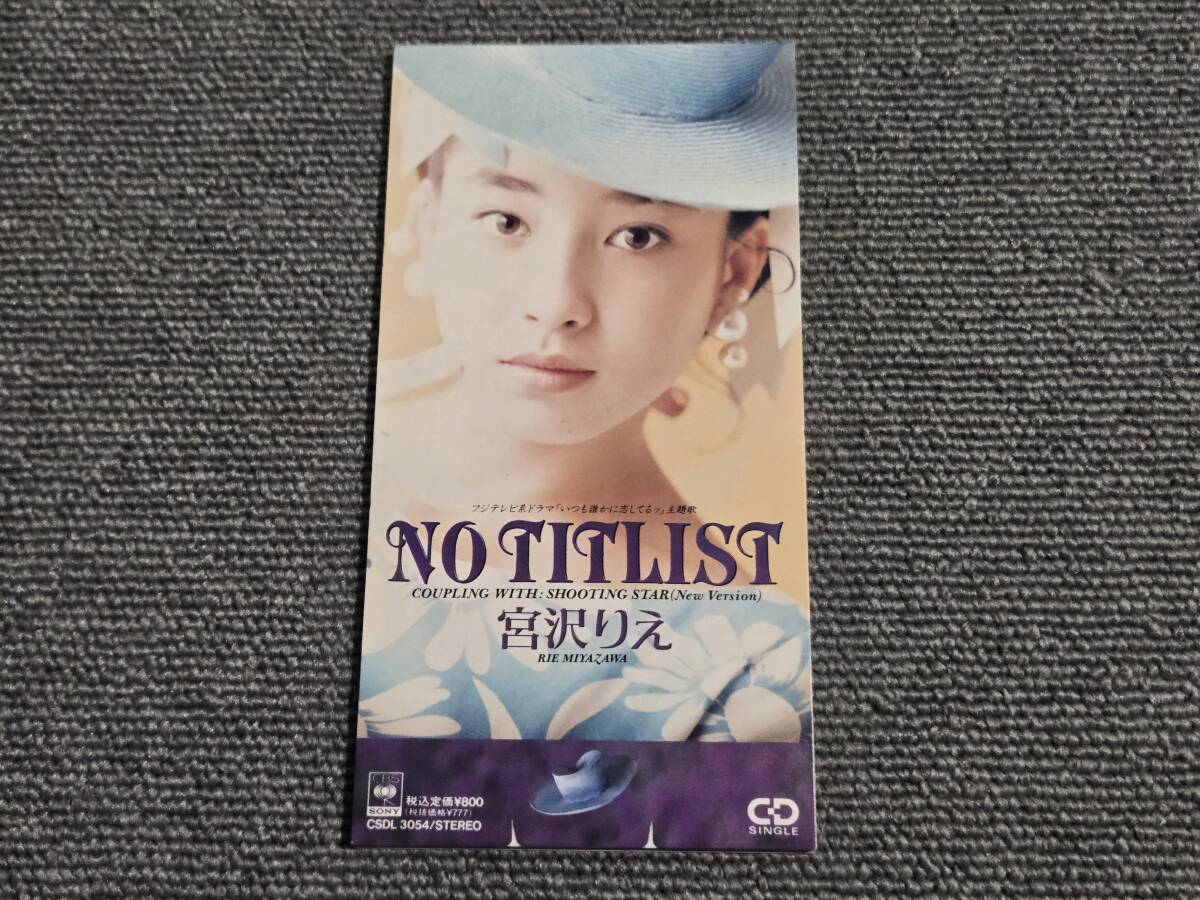 フジテレビ系ドラマ「いつも誰かに恋してるッ」主題歌
NO TITLIST
COUPLING WITH: SHOOTING STAR(New Version)
宮沢りえ
RIE MIYAZAWA
CBS
SONY
税込定価¥800
(税抜価格¥777)
CSDL 3054/STEREO
CD
SINGLE